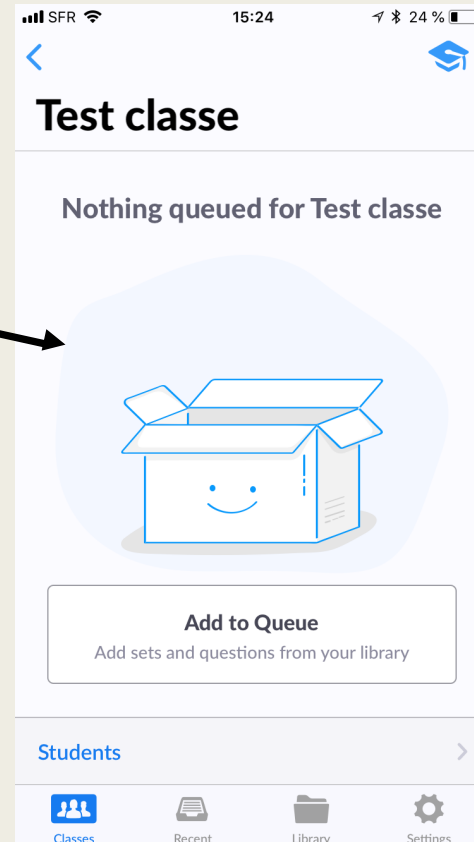 SFR 15:24 24 %
Test classe
Nothing queued for Test classe
Add to Queue
Add sets and questions from your library
Students
Classes Recent Library Settings